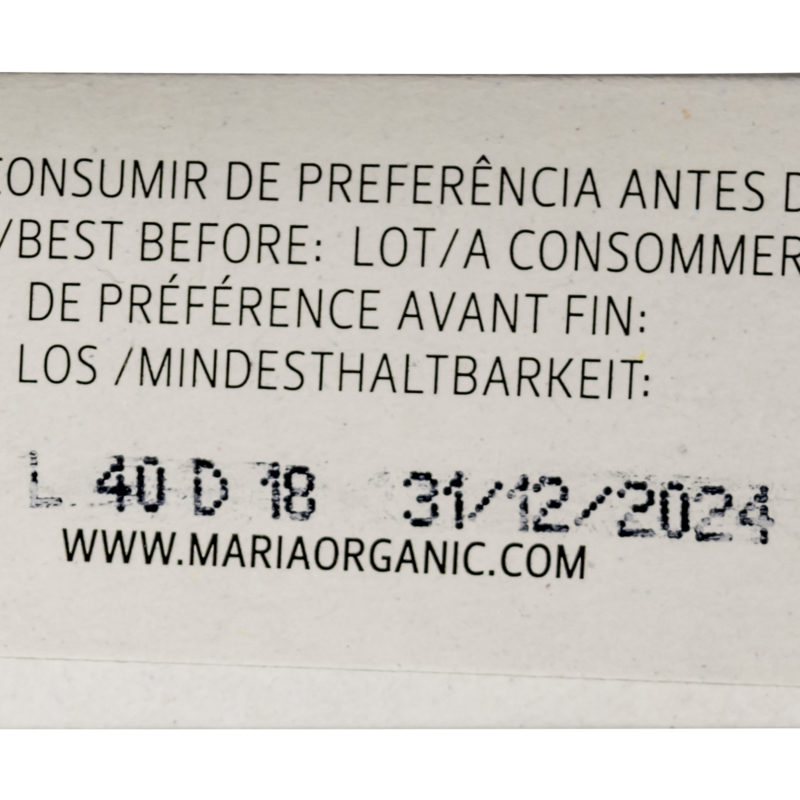 CONSUMIR DE PREFERÊNCIA ANTES D
/BEST BEFORE: LOT/A CONSOMMER
DE PRÉFÉRENCE AVANT FIN:
LOS /MINDESTHALTBARKEIT:
L 40 D 18 31/12/2024
WWW.MARIAORGANIC.COM